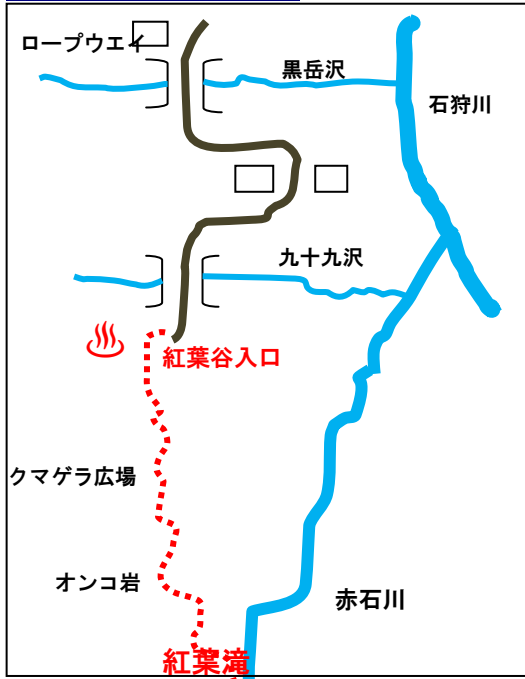 ロープウエイ
黒岳沢
石狩川
九十九沢
紅葉谷入口
クマゲラ広場
オンコ岩
赤石川
紅葉滝